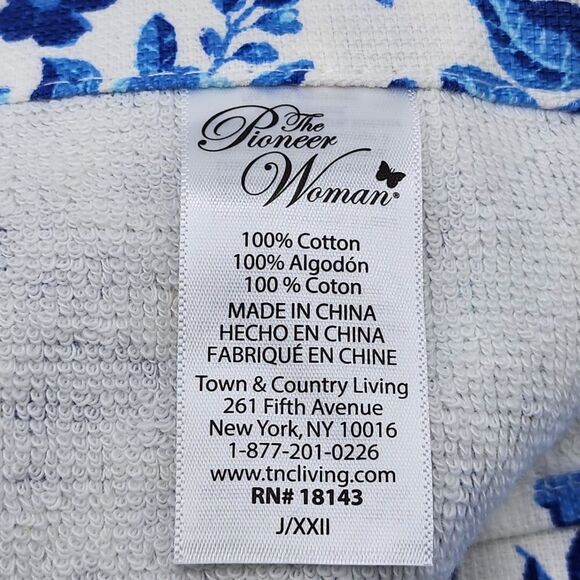 The
Pioneer
Woman®
100% Cotton
100% Algodón
100 % Coton
MADE IN CHINA
HECHO EN CHINA
FABRIQUÉ EN CHINE
Town & Country Living
261 Fifth Avenue
New York, NY 10016
1-877-201-0226
www.tncliving.com
RN# 18143
J/XXII